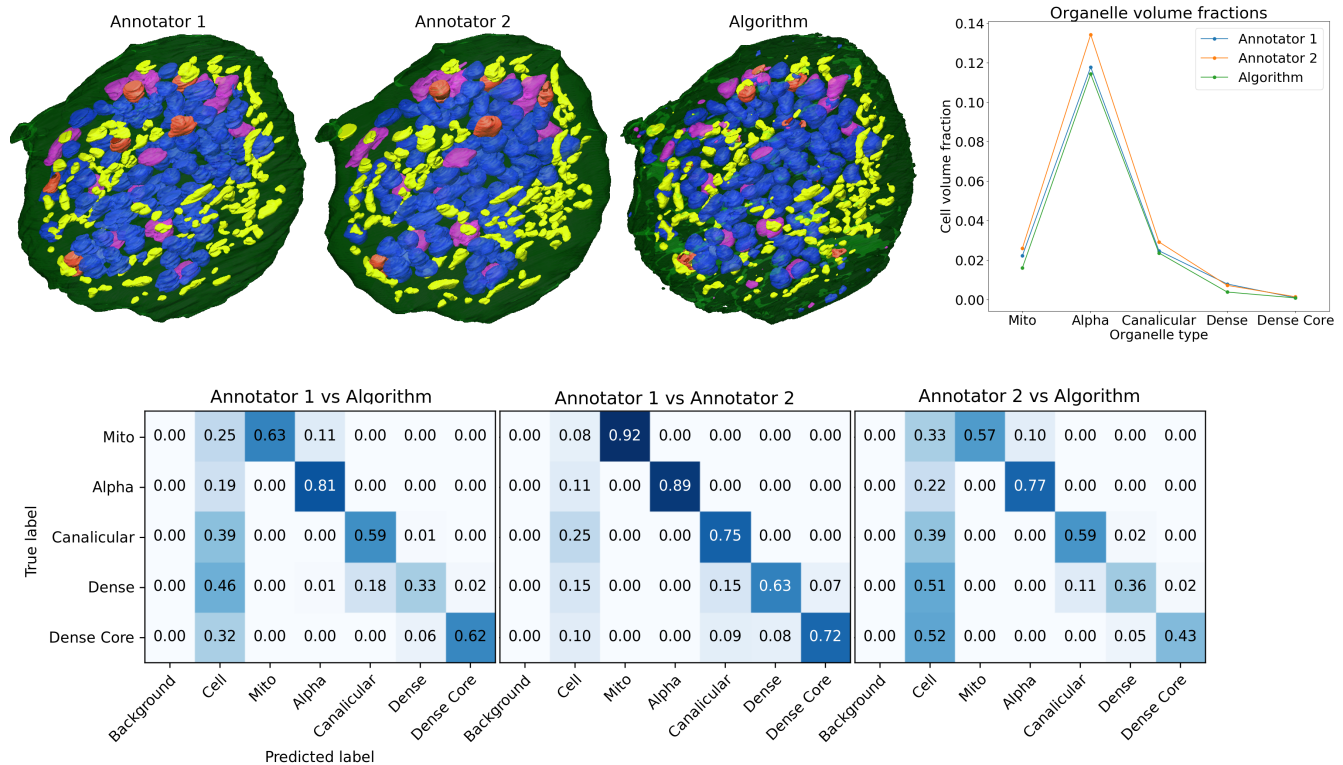 Annotator 1
Annotator 2
Algorithm
Organelle volume fractions
Annotator 1
Annotator 2
Algorithm
0.14
0.12
0.10
0.08
0.06
0.04
0.02
0.00
Cell volume fraction
Mito Alpha Canalicular Dense Dense Core
Organelle type
Annotator 1 vs Algorithm
Annotator 1 vs Annotator 2
Annotator 2 vs Algorithm
True label
Mito 0.00 0.25 0.63 0.11 0.00 0.00 0.00 0.00 0.08 0.92 0.00 0.00 0.00 0.00 0.00 0.33 0.57 0.10 0.00 0.00 0.00
Alpha 0.00 0.19 0.00 0.81 0.00 0.00 0.00 0.00 0.11 0.00 0.89 0.00 0.00 0.00 0.00 0.22 0.00 0.77 0.00 0.00 0.00
Canalicular 0.00 0.39 0.00 0.00 0.59 0.01 0.00 0.00 0.25 0.00 0.00 0.75 0.00 0.00 0.00 0.39 0.00 0.00 0.59 0.02 0.00
Dense 0.00 0.46 0.00 0.01 0.18 0.33 0.02 0.00 0.15 0.00 0.00 0.15 0.63 0.07 0.00 0.51 0.00 0.00 0.11 0.36 0.02
Dense Core 0.00 0.32 0.00 0.00 0.00 0.06 0.62 0.00 0.10 0.00 0.00 0.09 0.08 0.72 0.00 0.52 0.00 0.00 0.00 0.05 0.43
Background Cell Mito Alpha Canalicular Dense Dense Core Background Cell Mito Alpha Canalicular Dense Dense Core Background Cell Mito Alpha Canalicular Dense Dense Core
Predicted label